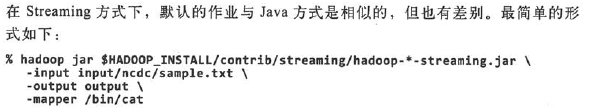 在 Streaming 方式下，默认的作业与 Java 方式是相似的，但也有差别。最简单的形
式如下：
% hadoop jar $HADOOP_INSTALL/contrib/streaming/hadoop-*-streaming.jar \
-input input/ncdc/sample.txt \
-output output \
-mapper /bin/cat